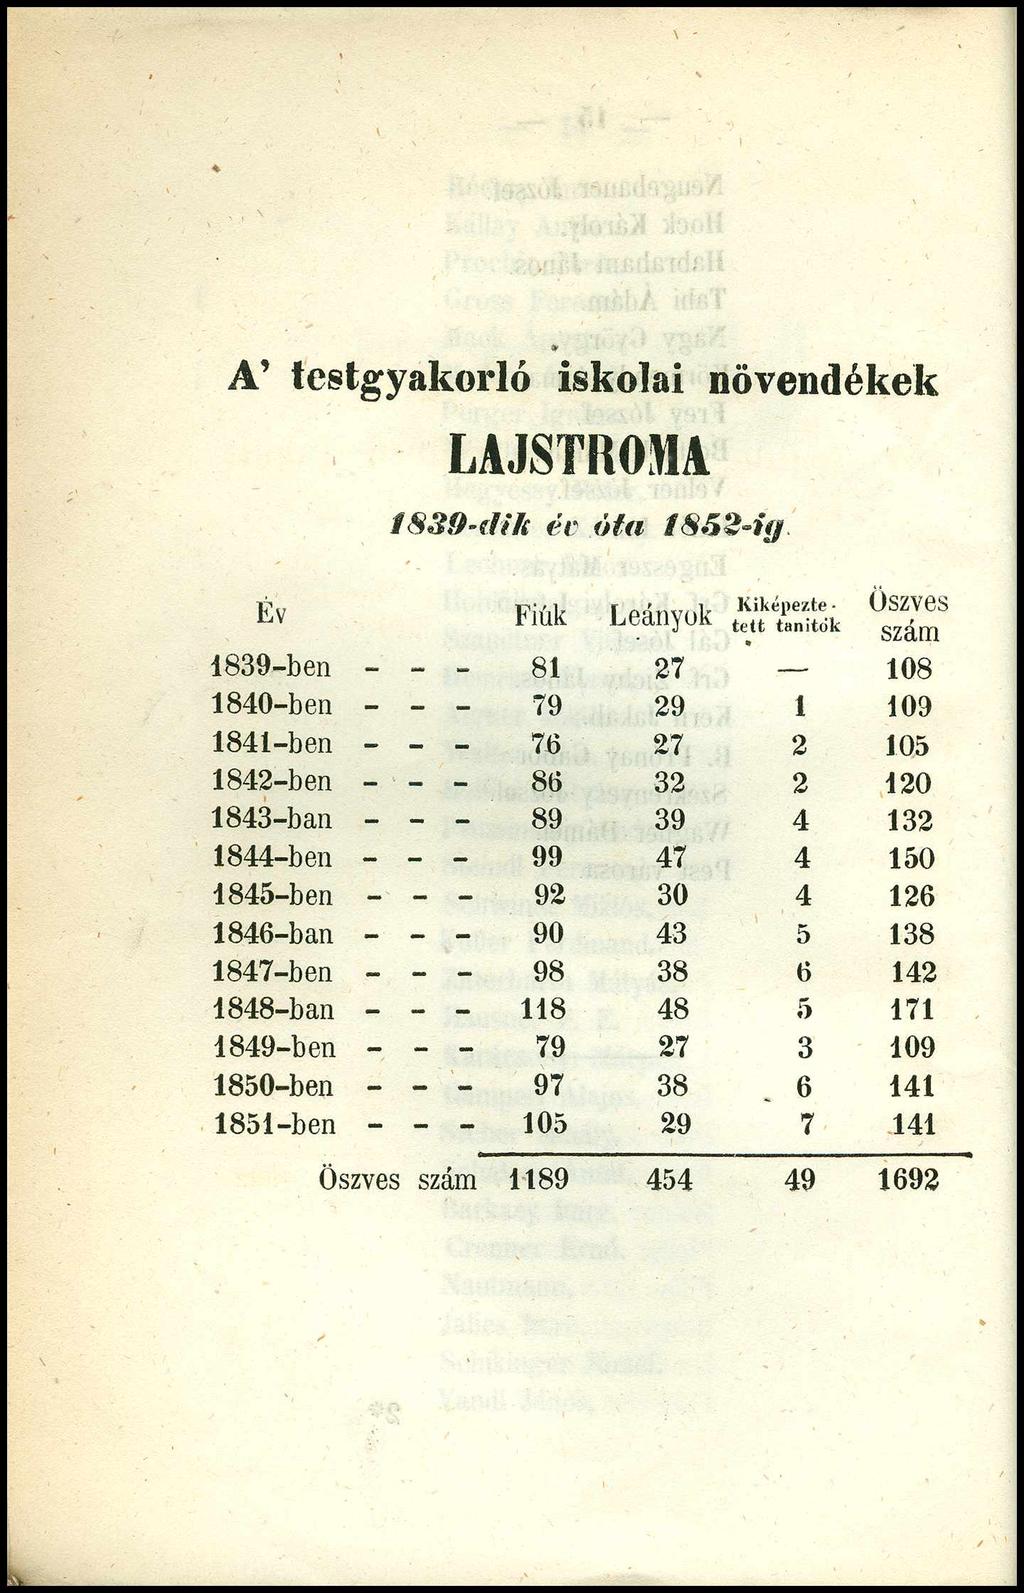 A' testgyakorló iskolai növendékek
LAJSTROMA
1839-dik év óta 1852-ig.
Év Fiúk Leányok Kiképezte- tett tanitók Öszves szám
1839-ben - - - 81 27 — 108
1840-ben - - - 79 29 1 109
1841-ben - - - 76 27 2 105
1842-ben - - - 86 32 2 120
1843-ban - - - 89 39 4 132
1844-ben - - - 99 47 4 150
1845-ben - - - 92 30 4 126
1846-ban - - - 90 43 5 138
1847-ben - - - 98 38 6 142
1848-ban - - - 118 48 5 171
1849-ben - - - 79 27 3 109
1850-ben - - - 97 38 6 141
1851-ben - - - 105 29 7 141
Öszves szám 1189 454 49 1692